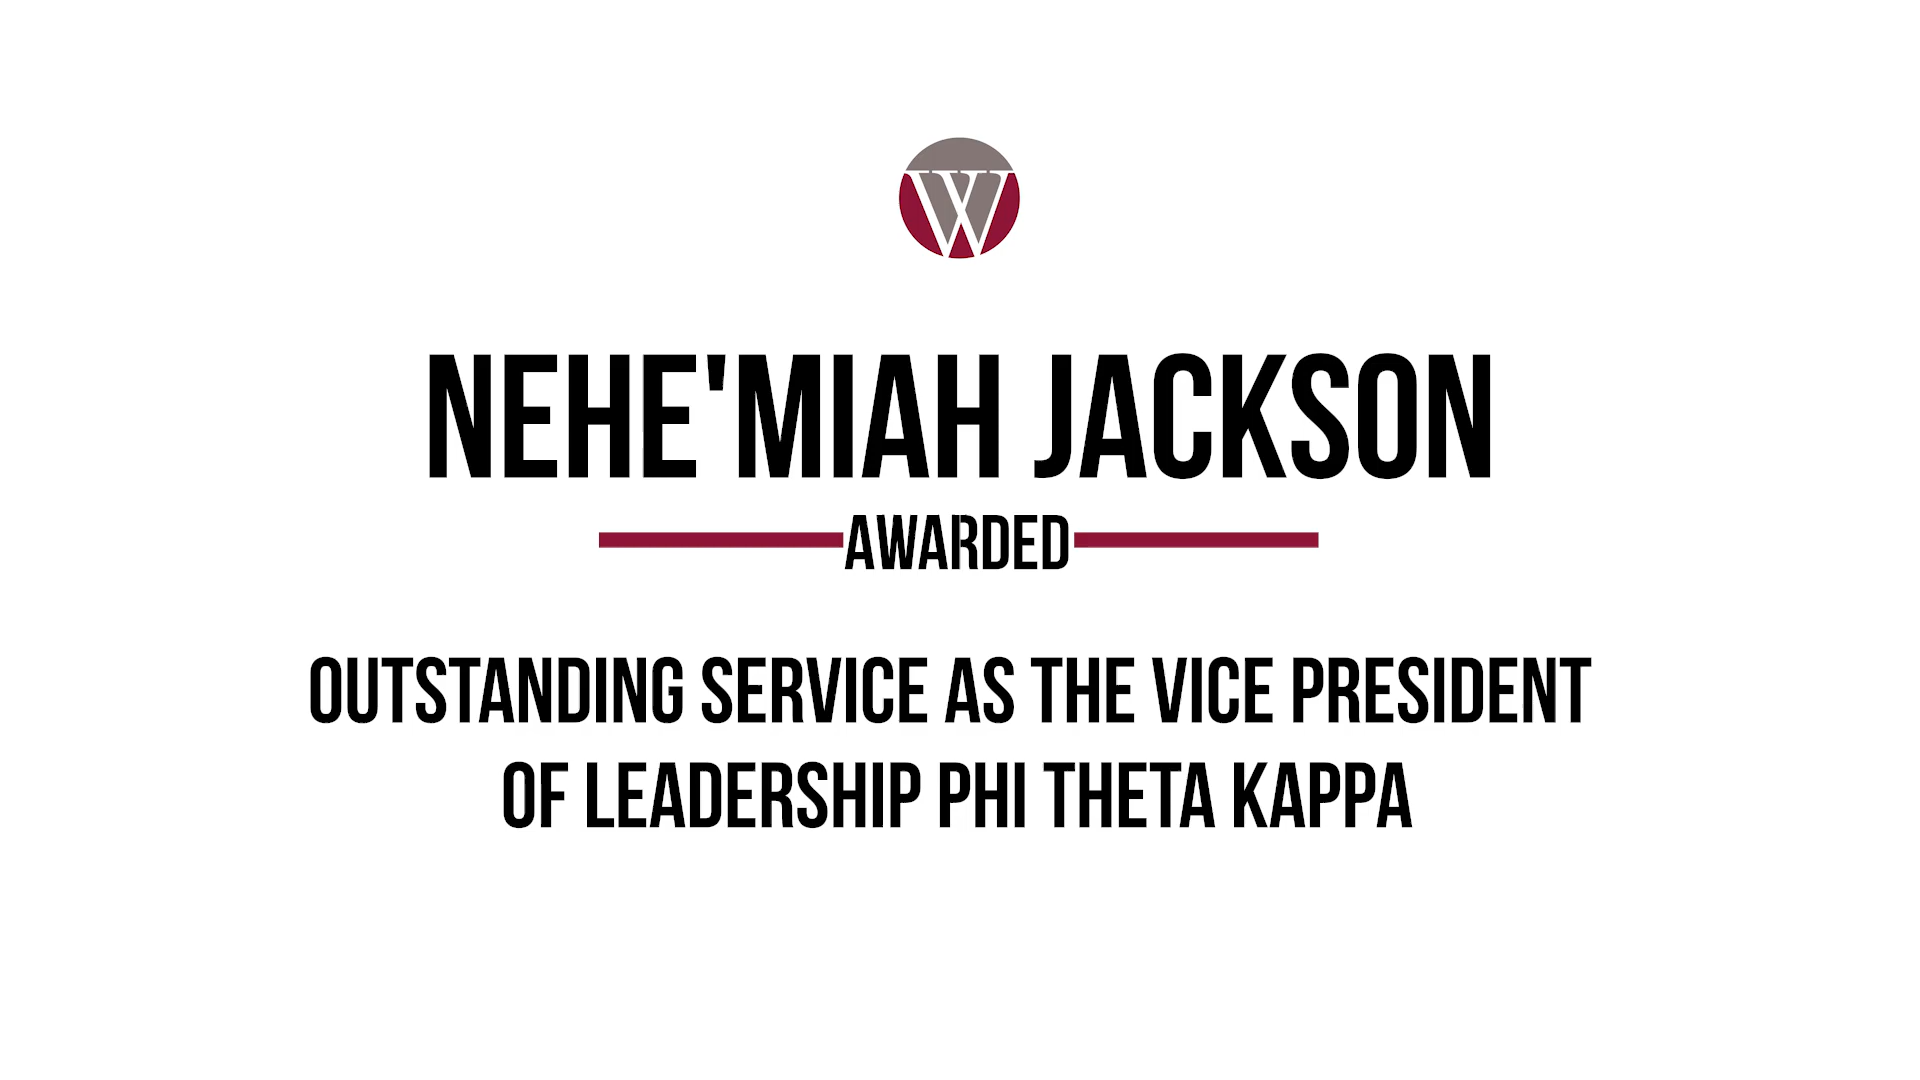 W
NEHE'MIAH JACKSON
AWARDED
OUTSTANDING SERVICE AS THE VICE PRESIDENT
OF LEADERSHIP PHI THETA KAPPA